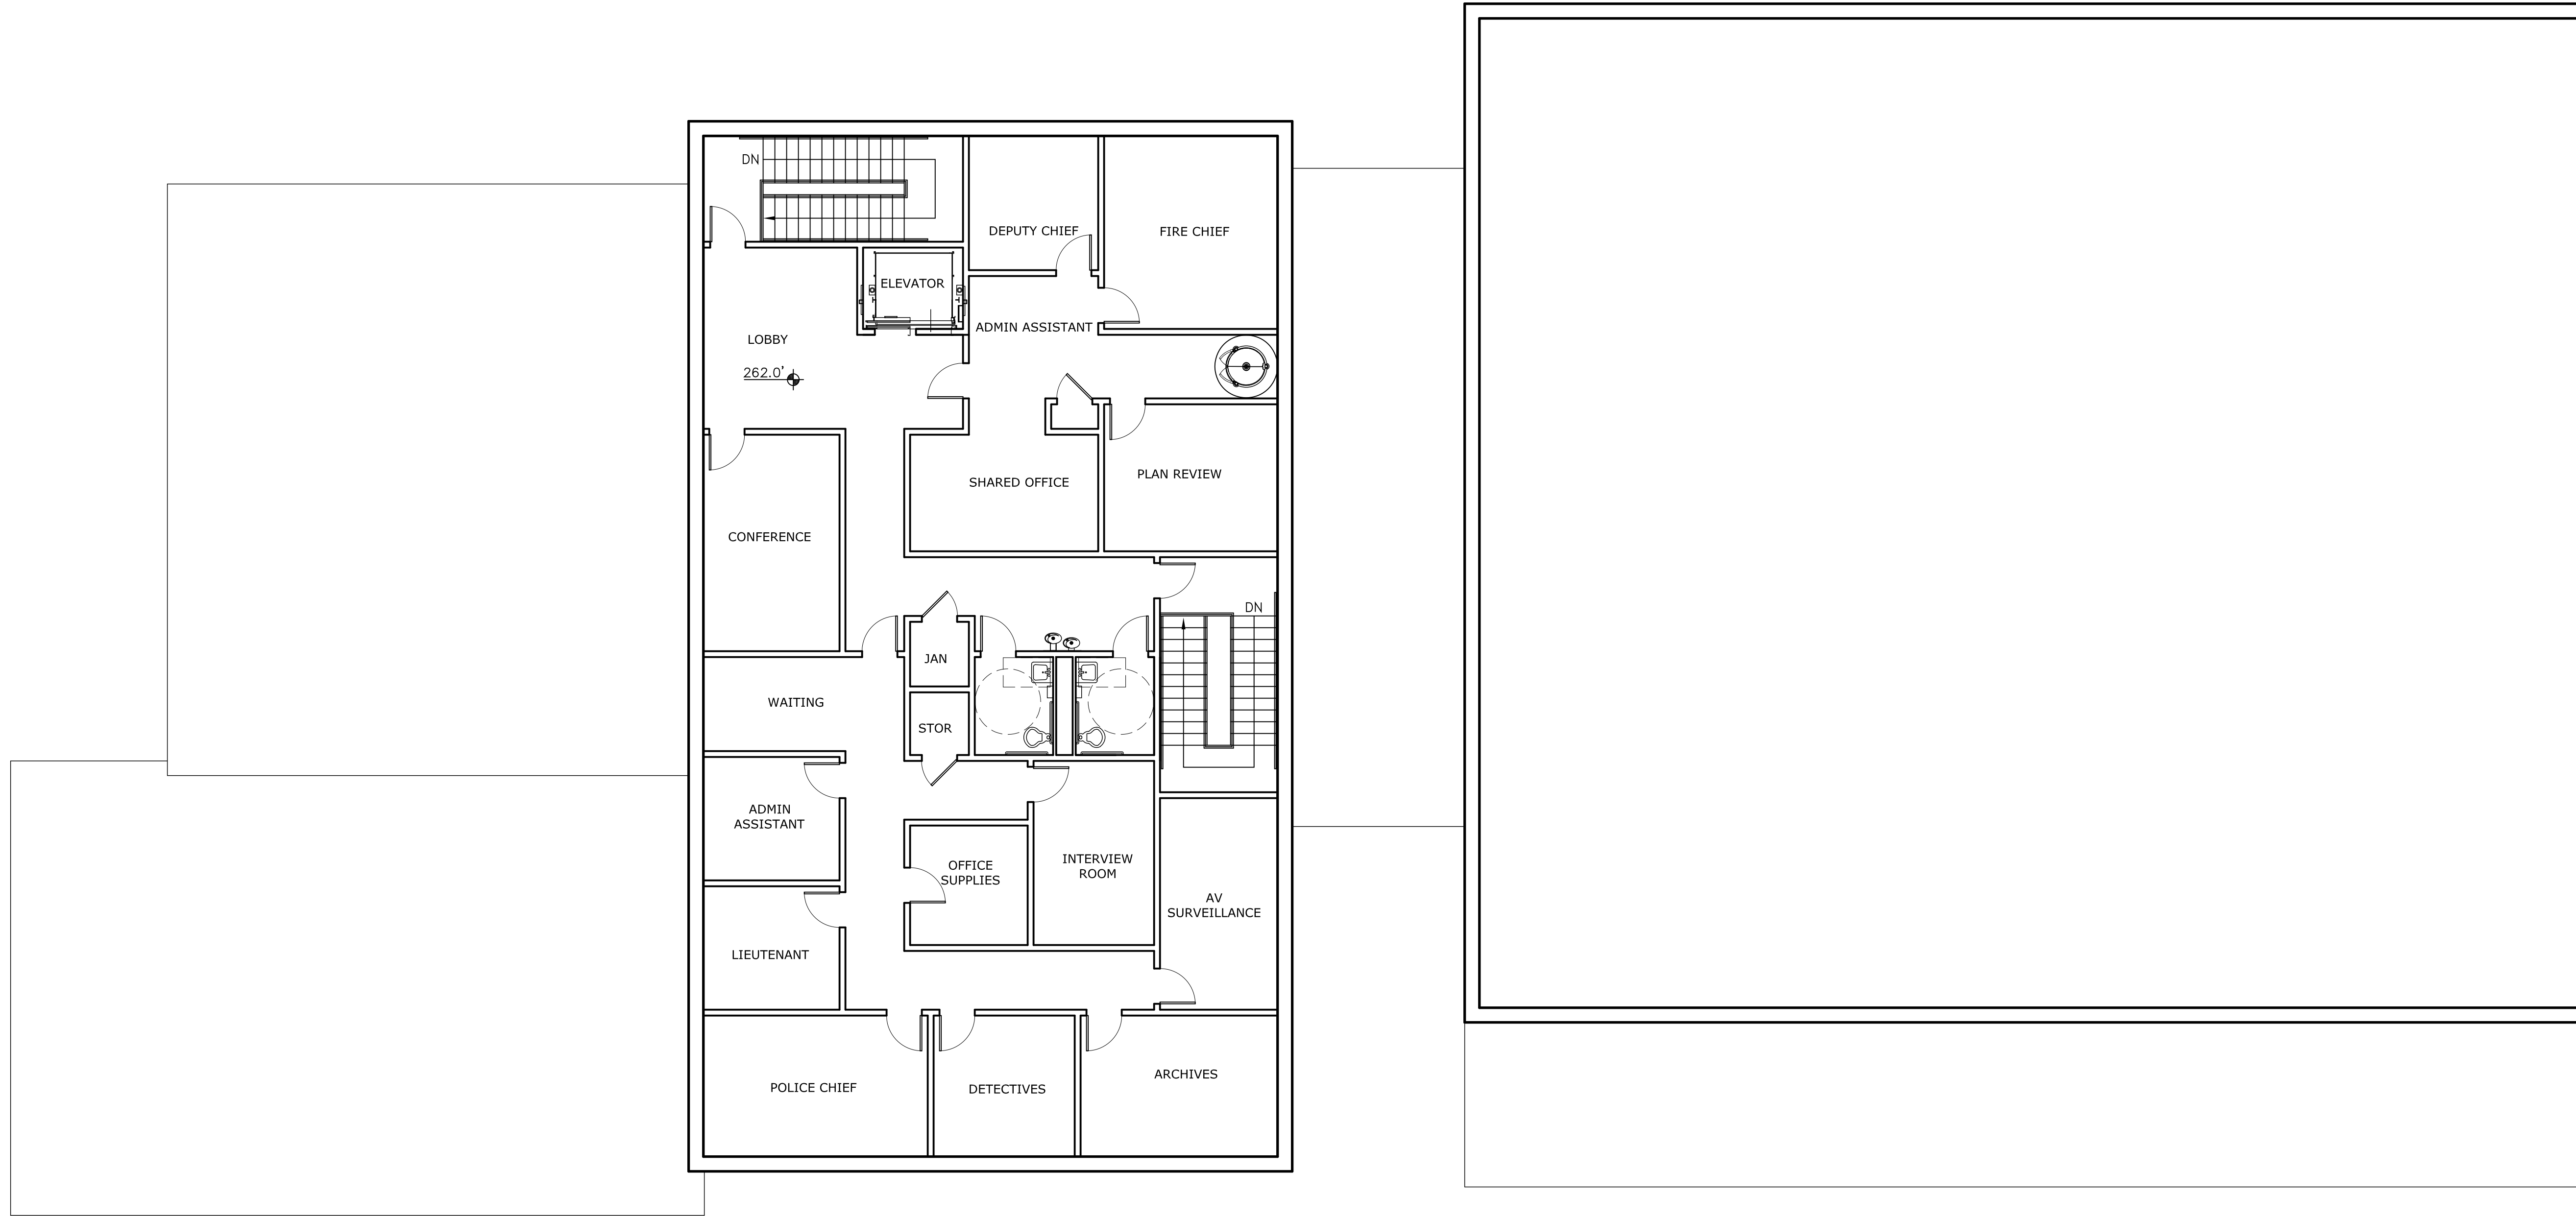 DN
DEPUTY CHIEF
FIRE CHIEF
ELEVATOR
ADMIN ASSISTANT
LOBBY
262.0'
PLAN REVIEW
SHARED OFFICE
CONFERENCE
DN
JAN
WAITING
STOR
ADMIN
ASSISTANT
OFFICE
SUPPLIES
INTERVIEW
ROOM
AV
SURVEILLANCE
LIEUTENANT
POLICE CHIEF
DETECTIVES
ARCHIVES